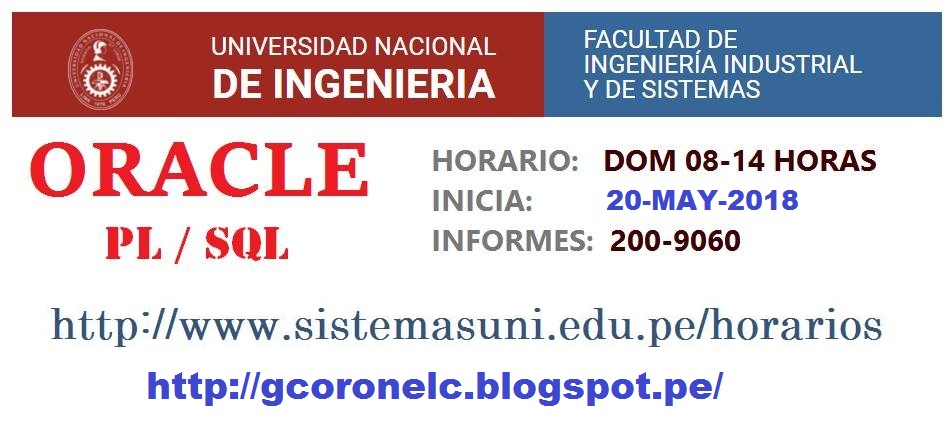 UNIVERSIDAD NACIONAL
DE INGENIERIA
FACULTAD DE
INGENIERÍA INDUSTRIAL
Y DE SISTEMAS
ORACLE
PL / SQL
HORARIO: DOM 08-14 HORAS
INICIA: 20-MAY-2018
INFORMES: 200-9060
http://www.sistemasuni.edu.pe/horarios
http://gcoronelc.blogspot.pe/